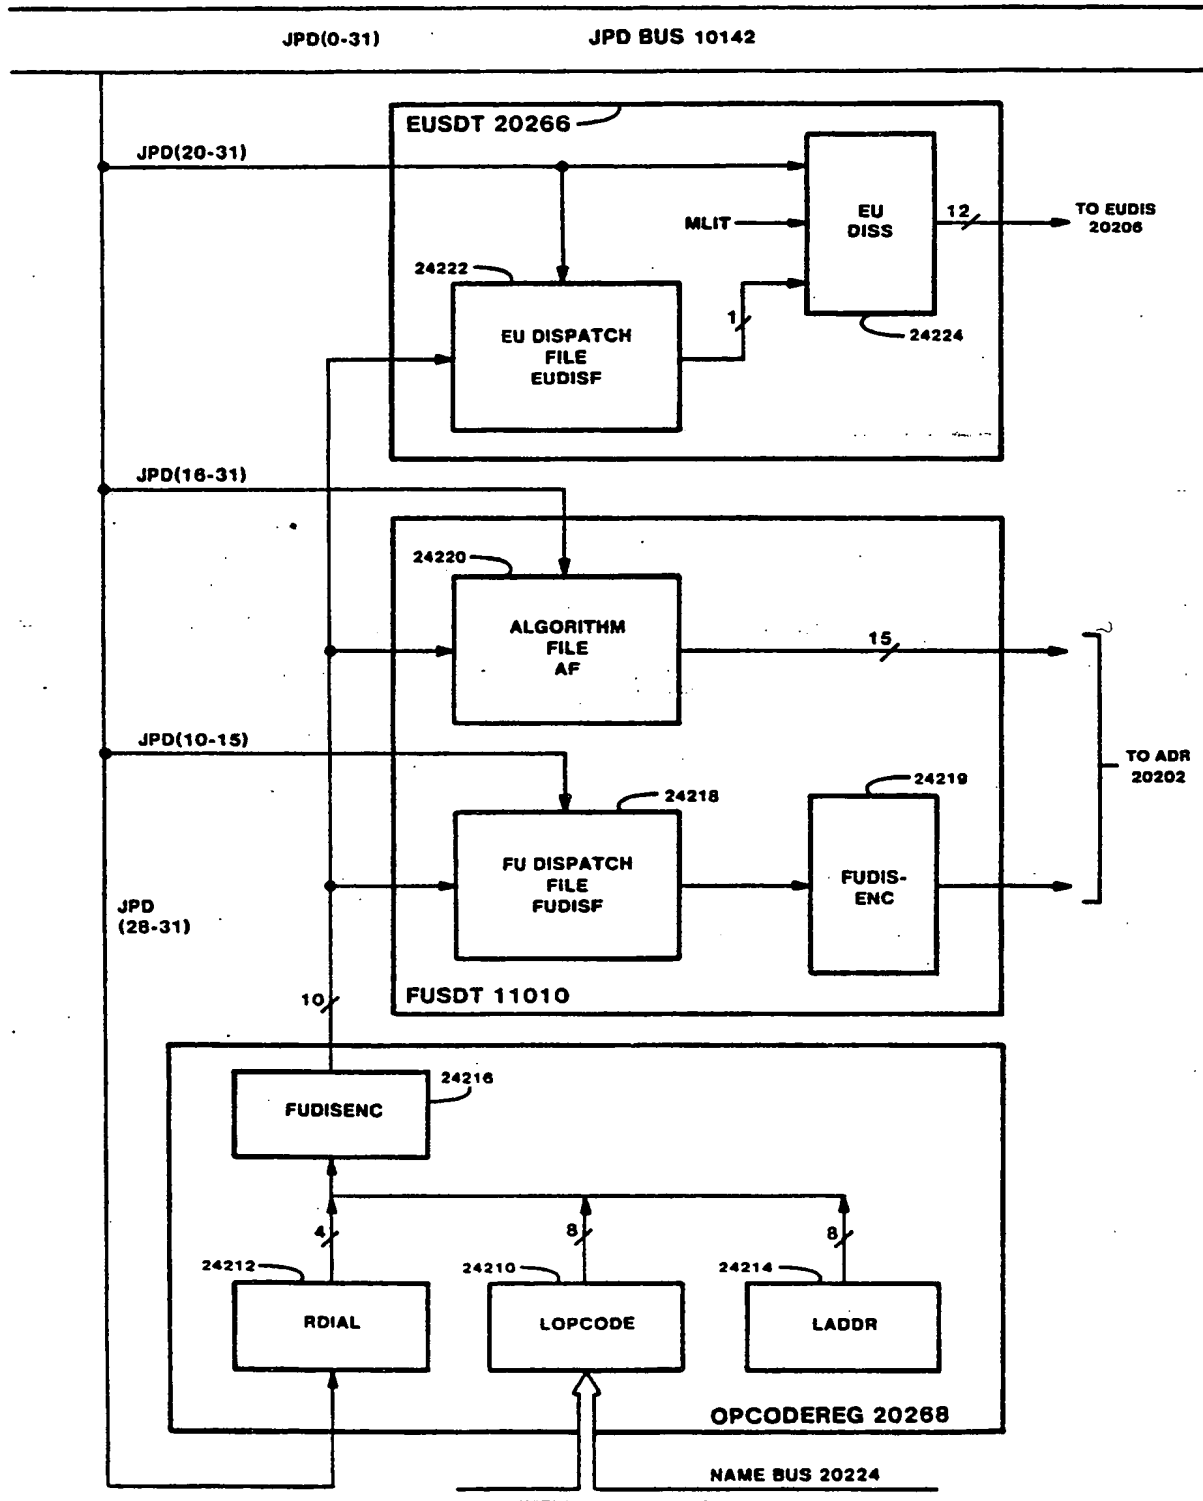 JPD(0-31)
JPD BUS 10142
EUSDT 20266
JPD(20-31)
MLIT
EU
DISS
12
TO EUDIS
20206
24222
1
24224
EU DISPATCH
FILE
EUDISF
JPD(16-31)
24220
ALGORITHM
FILE
AF
15
JPD(10-15)
TO ADR
20202
24218
24219
FU DISPATCH
FILE
FUDISF
FUDIS-
ENC
JPD
(28-31)
10
FUSDT 11010
24216
FUDISENC
4
8
8
24212
24210
24214
RDIAL
LOPCODE
LADDR
OPCODEREG 20268
NAME BUS 20224